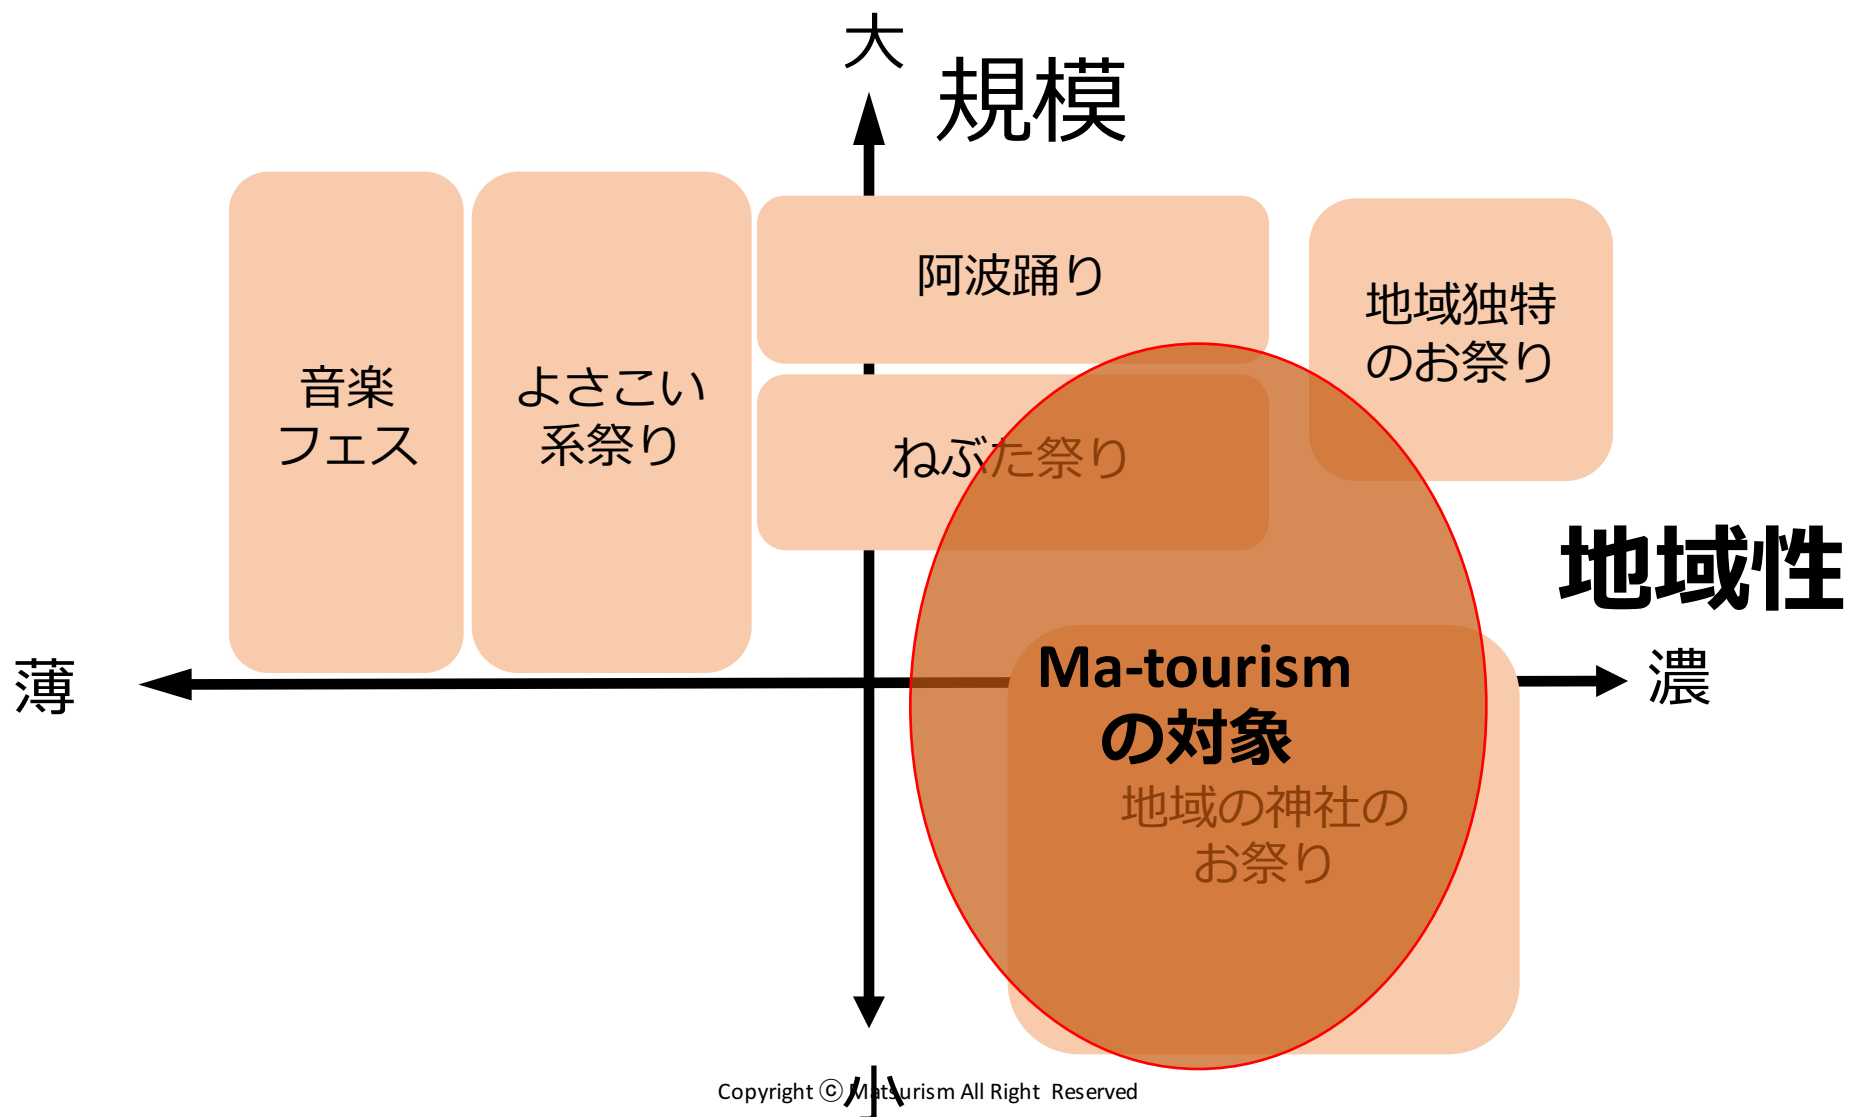 大
規模
阿波踊り
地域独特
のお祭り
音楽
フェス
よさこい
系祭り
ねぶた祭り
地域性
薄
濃
Ma-tourism
の対象
地域の神社の
お祭り
小
Copyright ⓒ Matsurism All Right Reserved